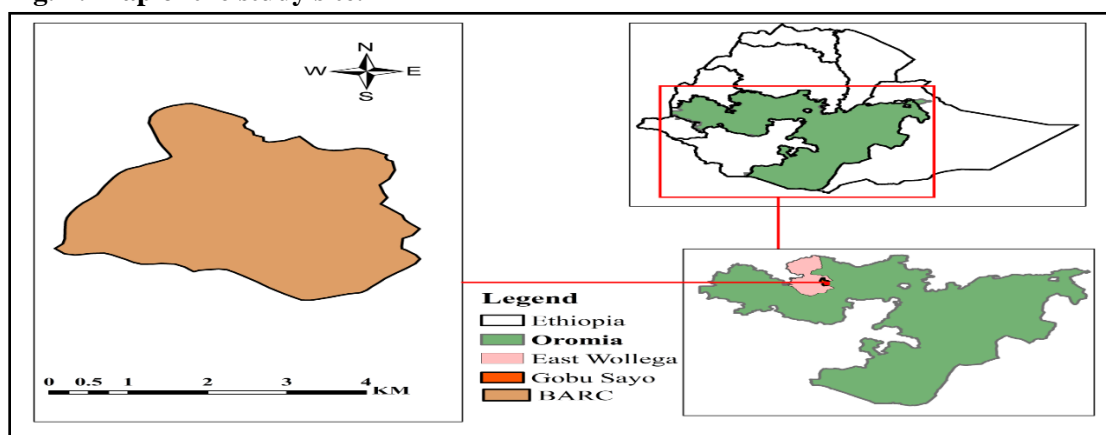 N
W E
S
Legend
Ethiopia
Oromia
East Wollega
Gobu Sayo
BARC
0 0.5 1 2 3 4
KM